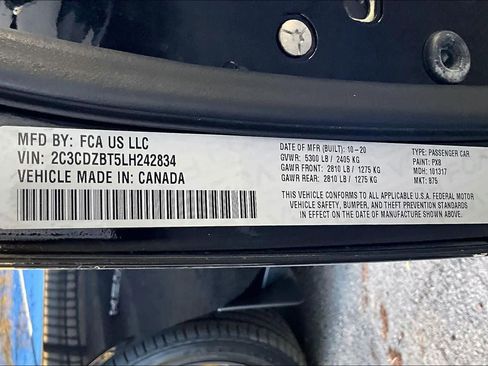 MFD BY: FCA US LLC
VIN: 2C3CDZBT5LH242834
VEHICLE MADE IN: CANADA
DATE OF MFR (BUILT): 10-20
GVWR: 5300 LB / 2405 KG
GAWR FRONT: 2810 LB / 1275 KG
GAWR REAR: 2810 LB / 1275 KG
TYPE: PASSENGER CAR
PAINT: PX8
MDH: 101317
MKT: 875
THIS VEHICLE CONFORMS TO ALL APPLICABLE U.S.A. FEDERAL MOTOR
VEHICLE SAFETY, BUMPER, AND THEFT PREVENTION STANDARDS
IN EFFECT ON THE DATE OF MANUFACTURE SHOWN ABOVE.